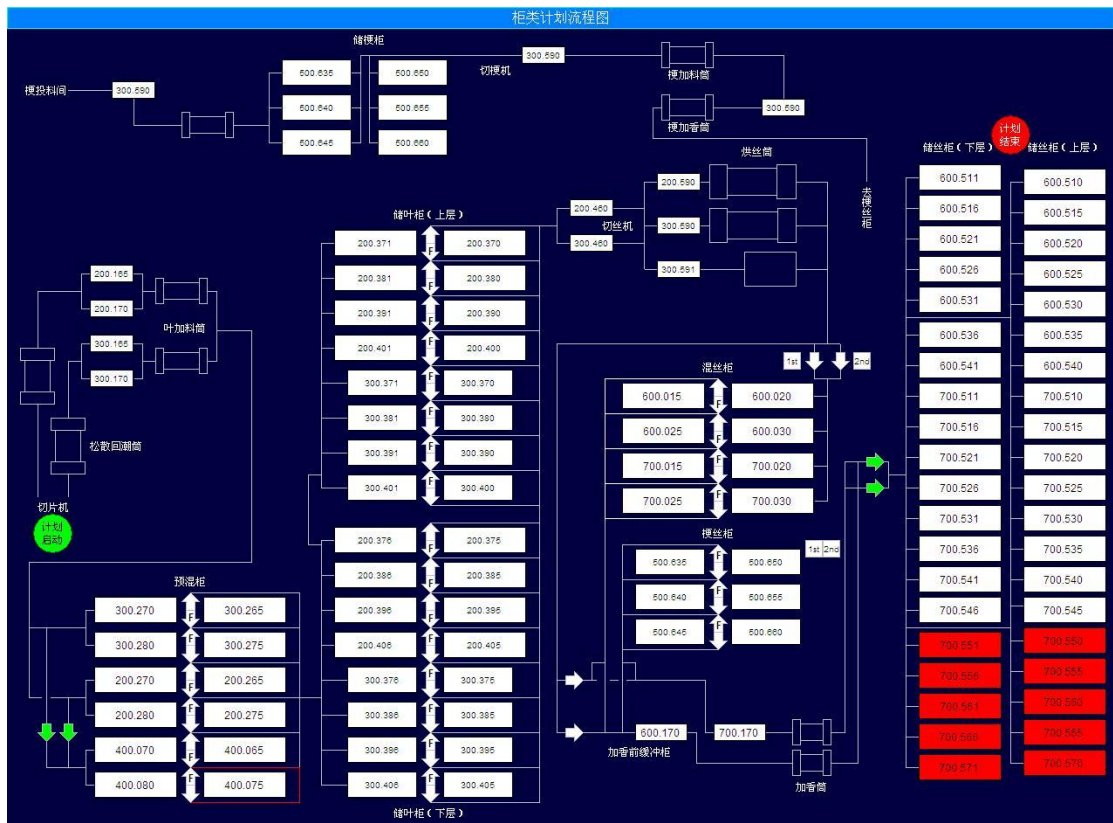 柜类计划流程图
储梗柜
梗投料间
300.590
500.635
500.650
500.640
500.655
500.645
500.660
切梗机
300.590
梗加料筒
梗加香筒
300.590
去梗丝柜
烘丝筒
200.590
200.460
切丝机
300.590
300.460
300.591
储叶柜（上层）
200.371
F
200.370
200.381
F
200.380
200.391
F
200.390
200.401
F
200.400
300.371
F
300.370
300.381
F
300.380
300.391
F
300.390
300.401
F
300.400
200.376
F
200.375
200.386
F
200.385
200.396
F
200.395
200.406
F
200.405
300.376
F
300.375
300.386
F
300.385
300.396
F
300.395
300.406
F
300.405
储叶柜（下层）
200.165
200.170
叶加料筒
300.165
300.170
松散回潮筒
切片机
计划
启动
预混柜
300.270
F
300.265
300.280
F
300.275
200.270
F
200.265
200.280
F
200.275
400.070
F
400.065
400.080
F
400.075
1st
2nd
混丝柜
600.015
F
600.020
600.025
F
600.030
700.015
F
700.020
700.025
F
700.030
梗丝柜
1st
2nd
500.635
F
500.650
500.640
F
500.655
500.645
F
500.660
600.170
700.170
加香前缓冲柜
加香筒
计划
结束
储丝柜（下层）
储丝柜（上层）
600.511
600.510
600.516
600.515
600.521
600.520
600.526
600.525
600.531
600.530
600.536
600.535
600.541
600.540
700.511
700.510
700.516
700.515
700.521
700.520
700.526
700.525
700.531
700.530
700.536
700.535
700.541
700.540
700.546
700.545
700.551
700.550
700.556
700.555
700.561
700.560
700.566
700.565
700.571
700.570